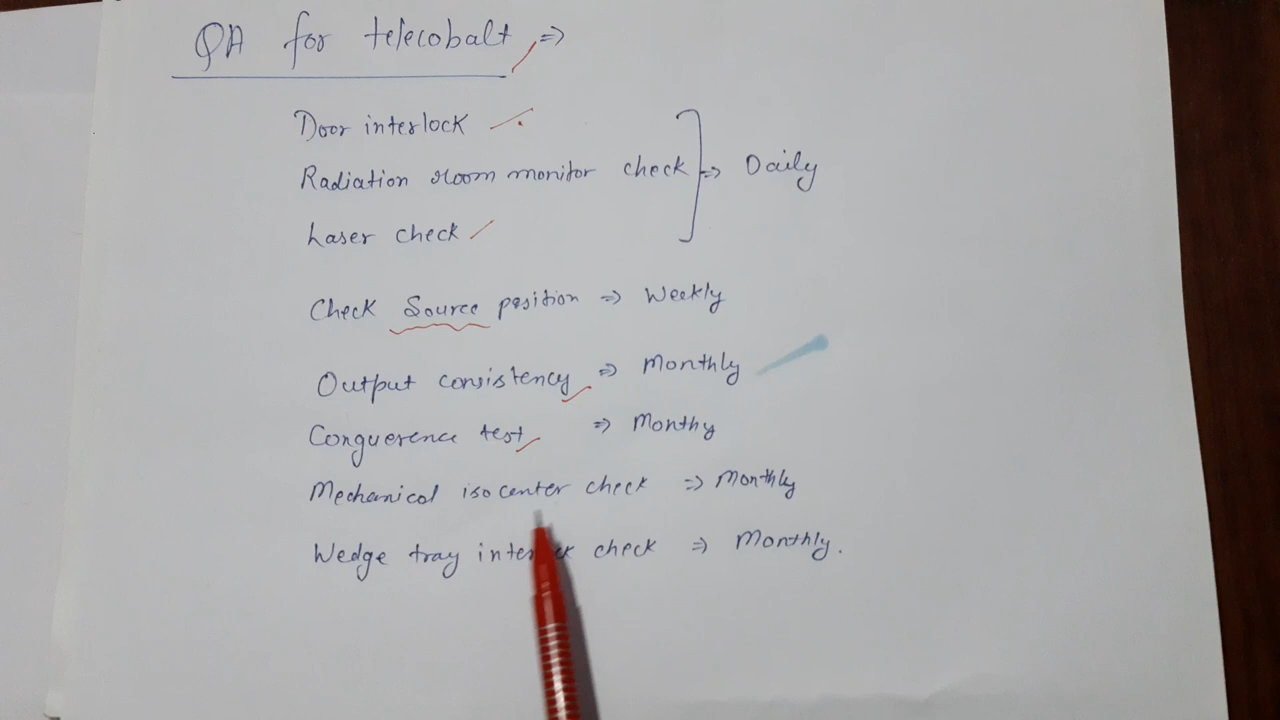 QA for telecobalt ⇒
Door interlock
Radiation room monitor check ⇒ Daily
Laser check
Check Source position ⇒ Weekly
Output consistency ⇒ Monthly
Conguerence test ⇒ Monthy
Mechanical isocenter check ⇒ Monthly
Wedge tray check ⇒ Monthly.